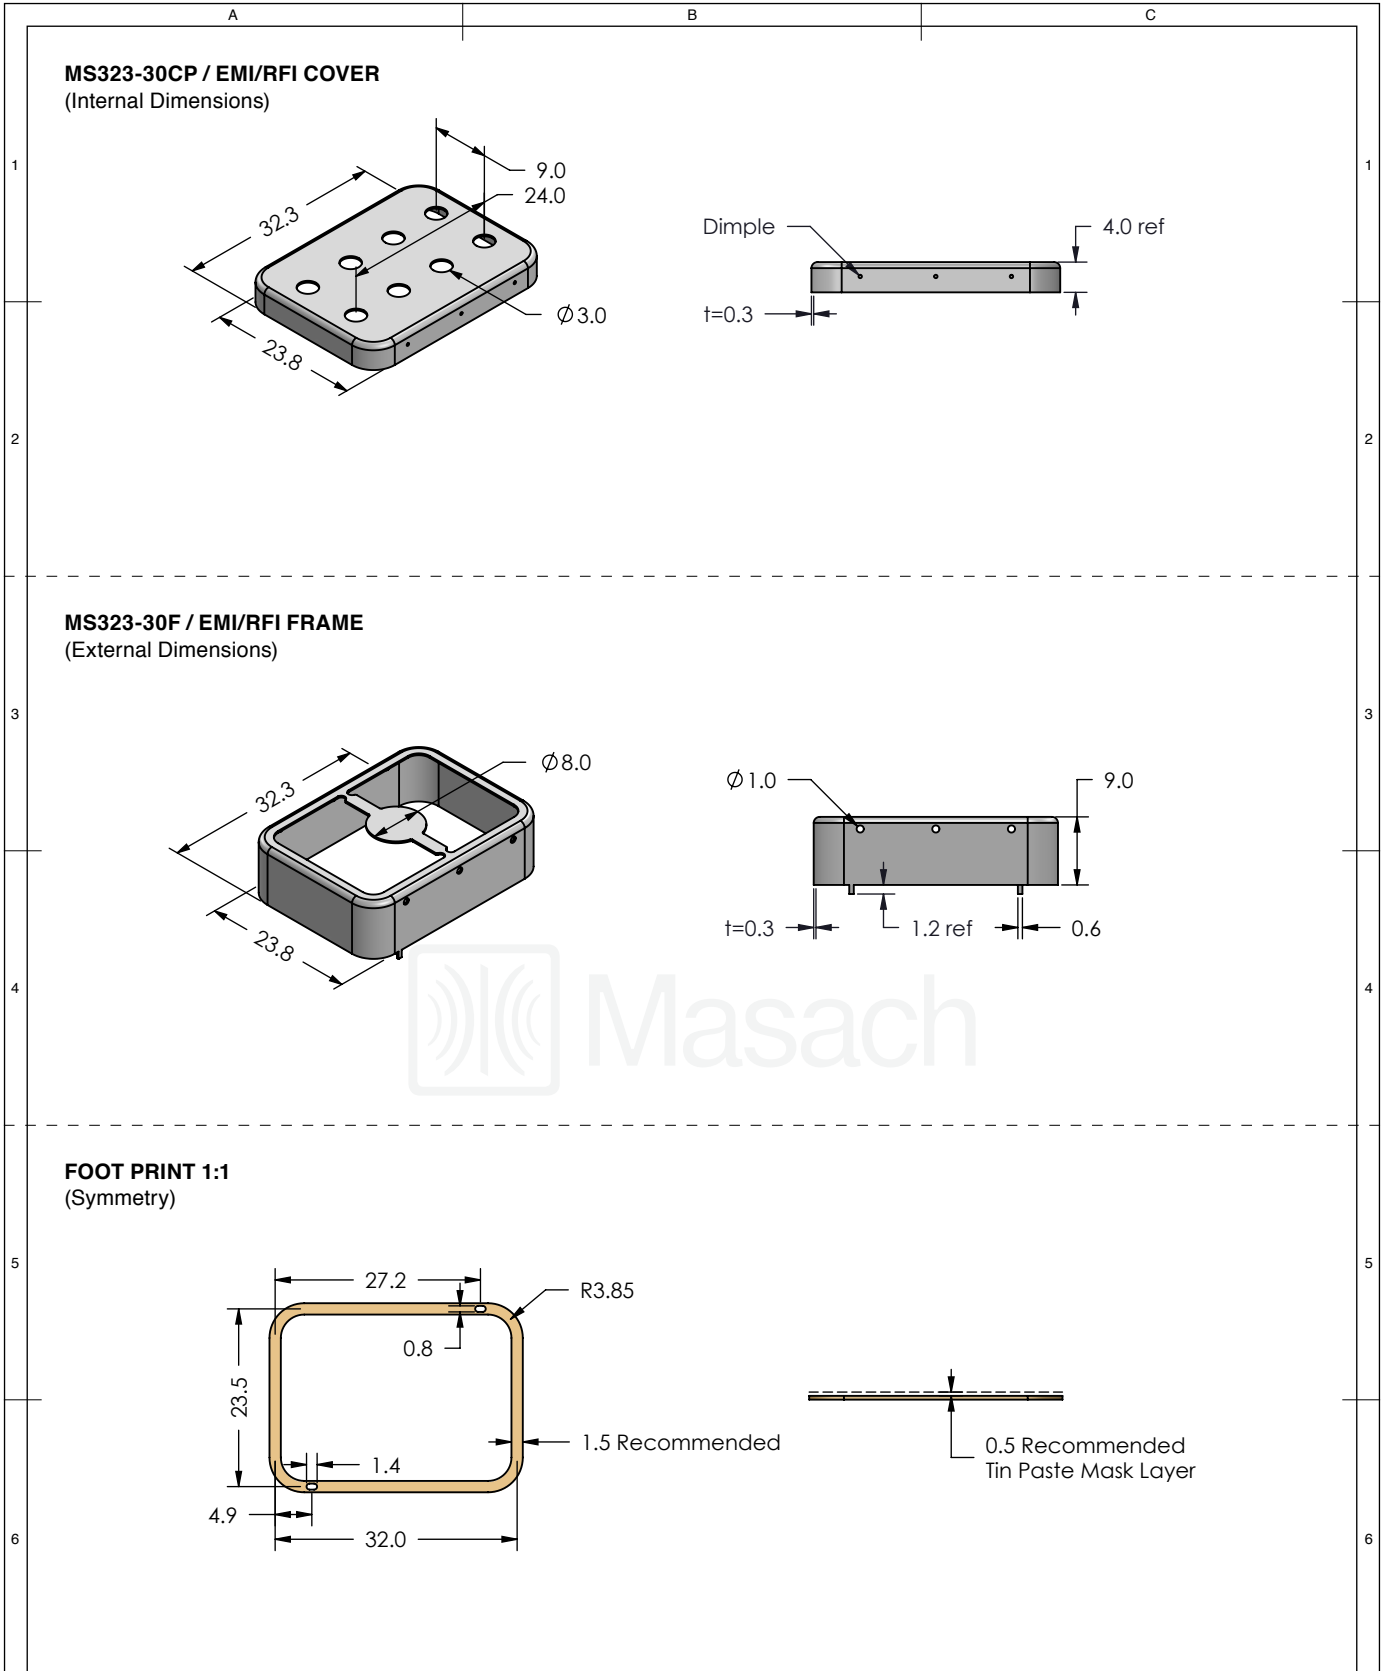 A
B
C
MS323-30CP / EMI/RFI COVER
(Internal Dimensions)
1
1
9.0
24.0
32.3
Dimple
4.0 ref
t=0.3
Ø3.0
23.8
2
2
MS323-30F / EMI/RFI FRAME
(External Dimensions)
3
3
Ø8.0
Ø1.0
9.0
32.3
23.8
t=0.3
1.2 ref
0.6
4
4
Masach
FOOT PRINT 1:1
(Symmetry)
5
5
27.2
R3.85
0.8
23.5
1.5 Recommended
0.5 Recommended
Tin Paste Mask Layer
1.4
4.9
32.0
6
6